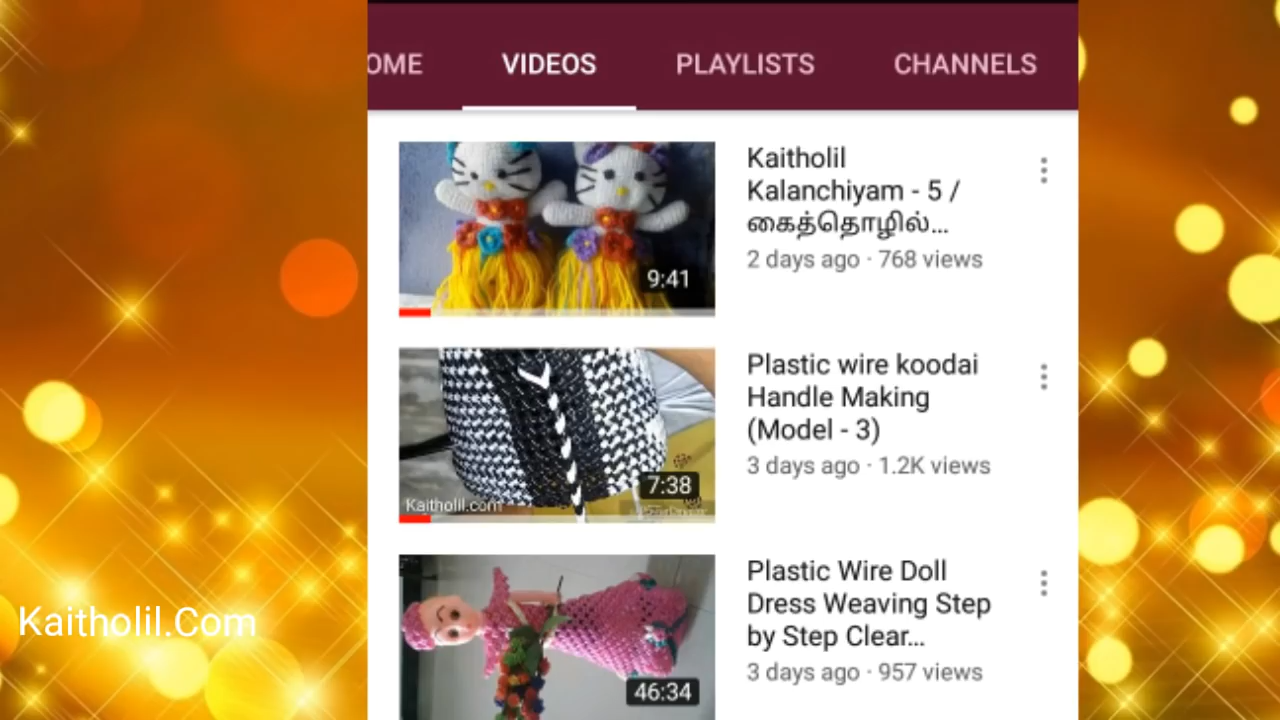 OME VIDEOS PLAYLISTS CHANNELS
Kaitholil
Kalanchiyam - 5 /
கைத்தொழில்...
2 days ago · 768 views
9:41
Plastic wire koodai
Handle Making
(Model - 3)
3 days ago · 1.2K views
7:38
Kaitholil.com
Plastic Wire Doll
Dress Weaving Step
by Step Clear...
3 days ago · 957 views
46:34
Kaitholil.Com